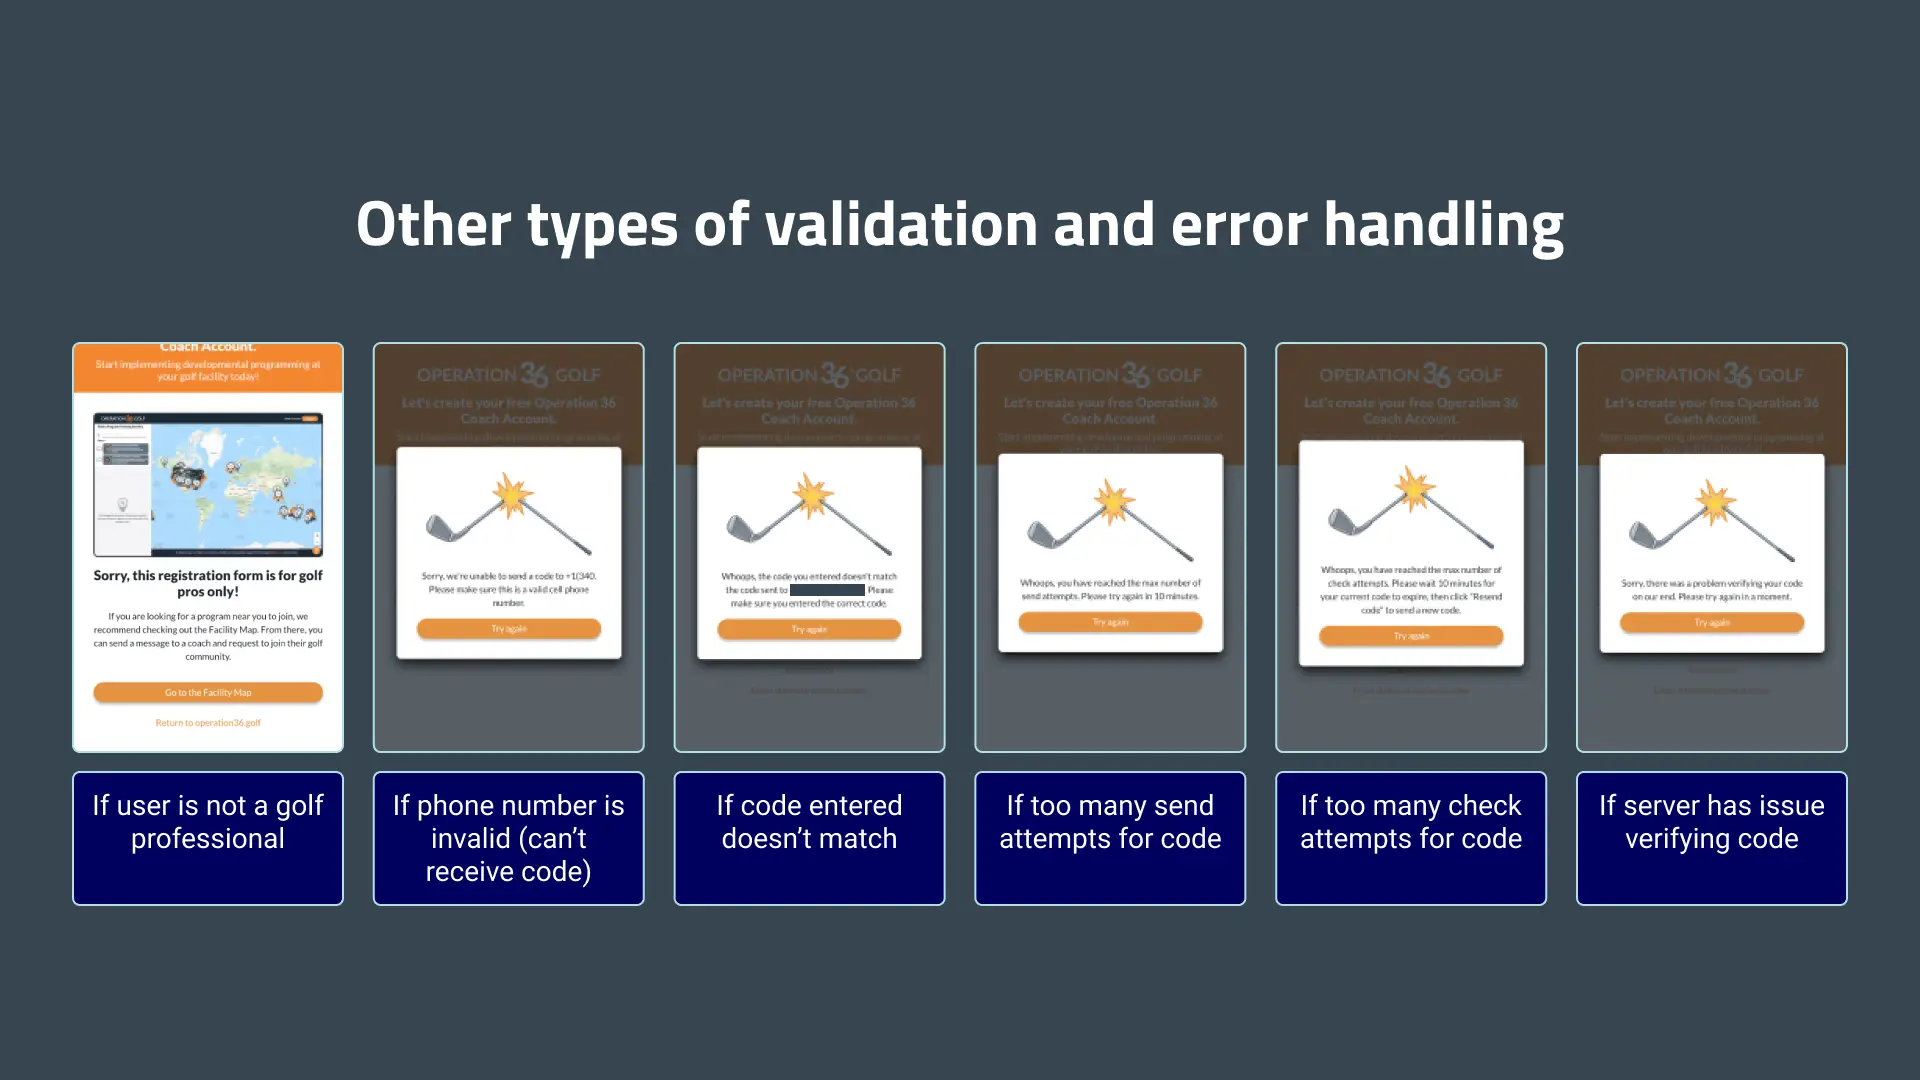 Other types of validation and error handling
Coach Account.
Start implementing developmental programming at
your golf facility today!
OPERATION 36 GOLF
Sorry, this registration form is for golf
pros only!
If you are looking for a program near you to join, we
recommend checking out the Facility Map. From there, you
can send a message to a coach and request to join their golf
community.
Go to the Facility Map
Return to operation36.golf
If user is not a golf
professional
OPERATION 36 GOLF
Let's create your free Operation 36
Coach Account.
Sorry, we're unable to send a code to +1(340.
Please make sure this is a valid cell phone
number.
Try again
If phone number is
invalid (can't
receive code)
OPERATION 36 GOLF
Let's create your free Operation 36
Coach Account.
Whoops, the code you entered doesn't match
the code sent to Please
make sure you entered the correct code.
Try again
If code entered
doesn't match
OPERATION 36 GOLF
Let's create your free Operation 36
Coach Account.
Whoops, you have reached the max number of
send attempts. Please try again in 10 minutes.
Try again
If too many send
attempts for code
OPERATION 36 GOLF
Let's create your free Operation 36
Coach Account.
Whoops, you have reached the max number of
check attempts. Please wait 10 minutes for
your current code to expire, then click "Resend
code" to send a new code.
Try again
If too many check
attempts for code
OPERATION 36 GOLF
Let's create your free Operation 36
Coach Account.
Sorry, there was a problem verifying your code
on our end. Please try again in a moment.
Try again
If server has issue
verifying code